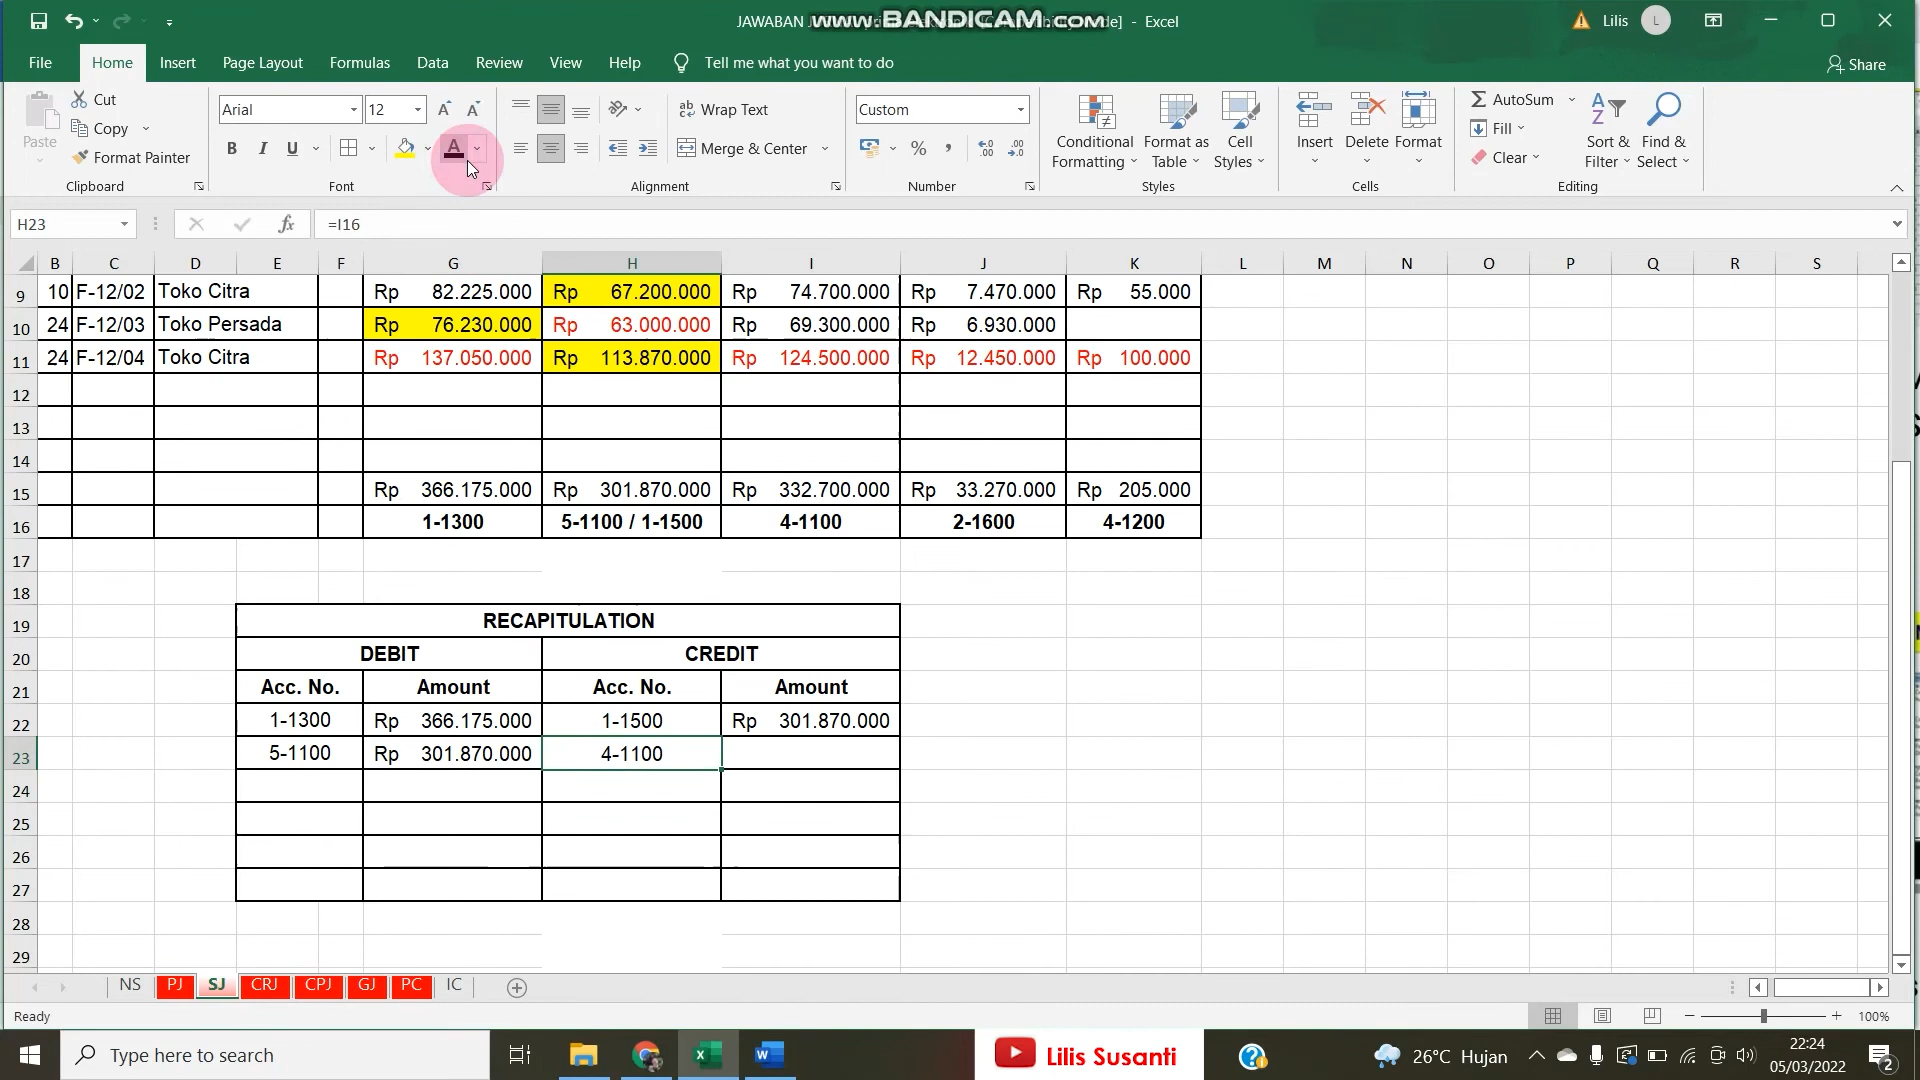 JAWABAN
www.BANDICAM.com
- Excel
Lilis
L
File
Home
Insert
Page Layout
Formulas
Data
Review
View
Help
Tell me what you want to do
Share
Paste
Cut
Copy
Format Painter
Clipboard
Arial
12
B I U
Font
Wrap Text
Merge & Center
Alignment
Custom
Number
Conditional Formatting
Format as Table
Cell Styles
Styles
Insert
Delete
Format
Cells
AutoSum
Fill
Clear
Sort & Filter
Find & Select
Editing
H23
fx
=I16
B C D E F G H I J K L M N O P Q R S
9 10 F-12/02 Toko Citra Rp 82.225.000 Rp 67.200.000 Rp 74.700.000 Rp 7.470.000 Rp 55.000
10 24 F-12/03 Toko Persada Rp 76.230.000 Rp 63.000.000 Rp 69.300.000 Rp 6.930.000
11 24 F-12/04 Toko Citra Rp 137.050.000 Rp 113.870.000 Rp 124.500.000 Rp 12.450.000 Rp 100.000
12
13
14
15 Rp 366.175.000 Rp 301.870.000 Rp 332.700.000 Rp 33.270.000 Rp 205.000
16 1-1300 5-1100 / 1-1500 4-1100 2-1600 4-1200
17
18
19 RECAPITULATION
20 DEBIT CREDIT
21 Acc. No. Amount Acc. No. Amount
22 1-1300 Rp 366.175.000 1-1500 Rp 301.870.000
23 5-1100 Rp 301.870.000 4-1100
24
25
26
27
28
29
NS PJ SJ CRJ CPJ GJ PC IC
Ready
100%
Type here to search
Lilis Susanti
26°C Hujan
22:24
05/03/2022
2